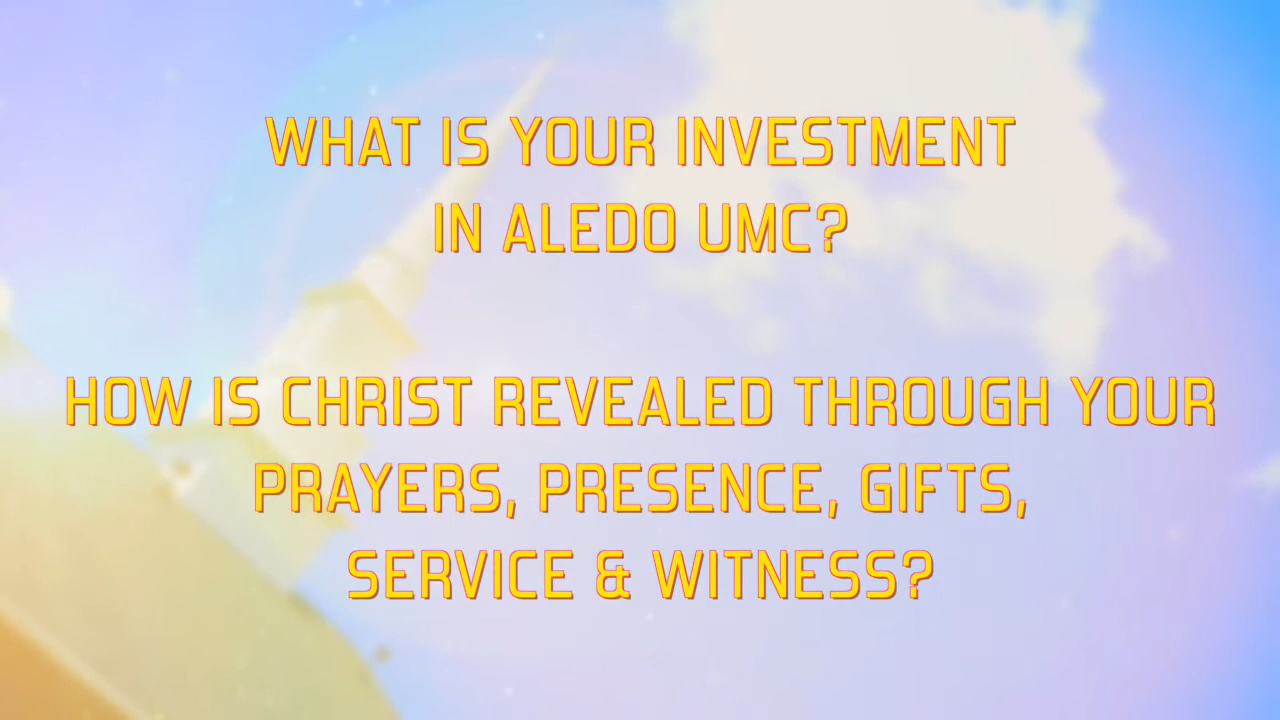 WHAT IS YOUR INVESTMENT
IN ALEDO UMC?
HOW IS CHRIST REVEALED THROUGH YOUR
PRAYERS, PRESENCE, GIFTS,
SERVICE & WITNESS?